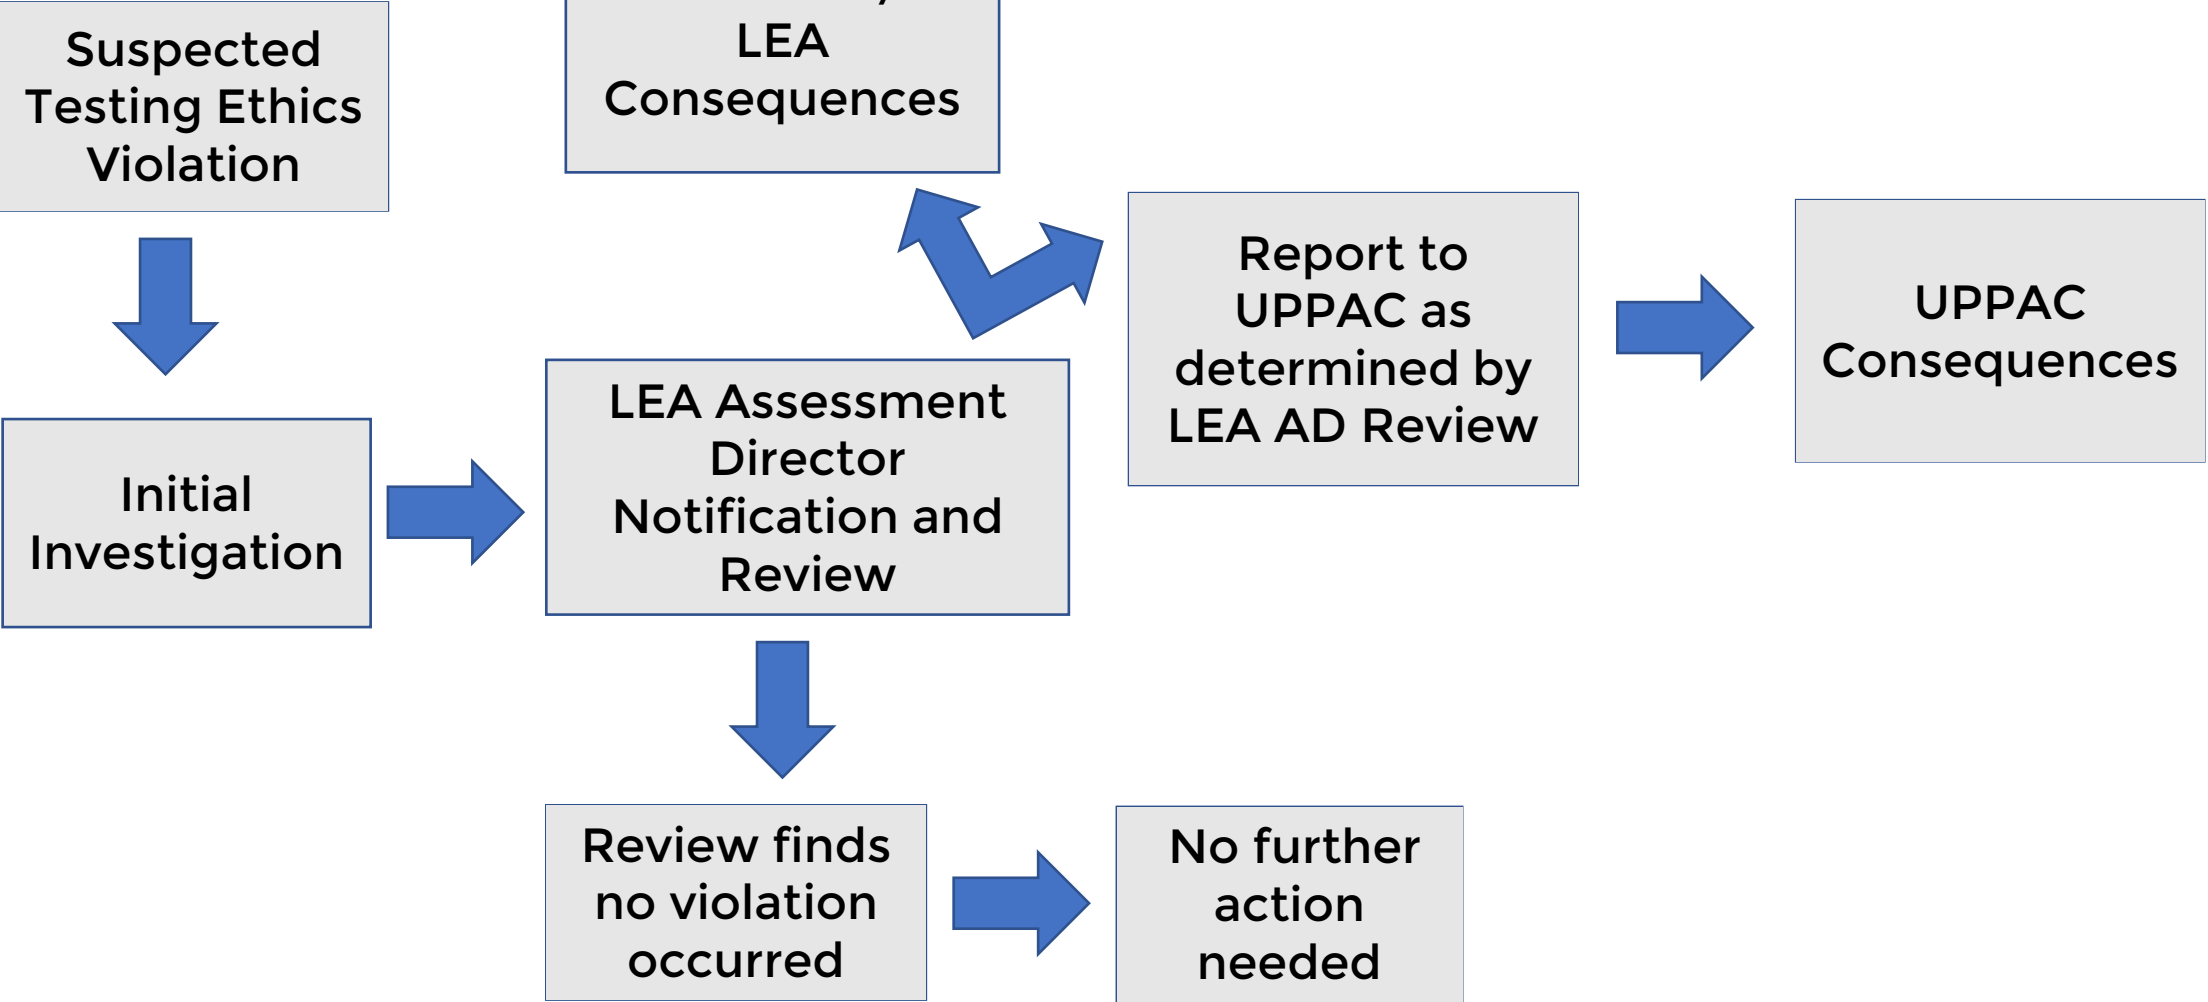 Suspected
Testing Ethics
Violation
LEA
Consequences
Report to
UPPAC as
determined by
LEA AD Review
UPPAC
Consequences
Initial
Investigation
LEA Assessment
Director
Notification and
Review
Review finds
no violation
occurred
No further
action
needed